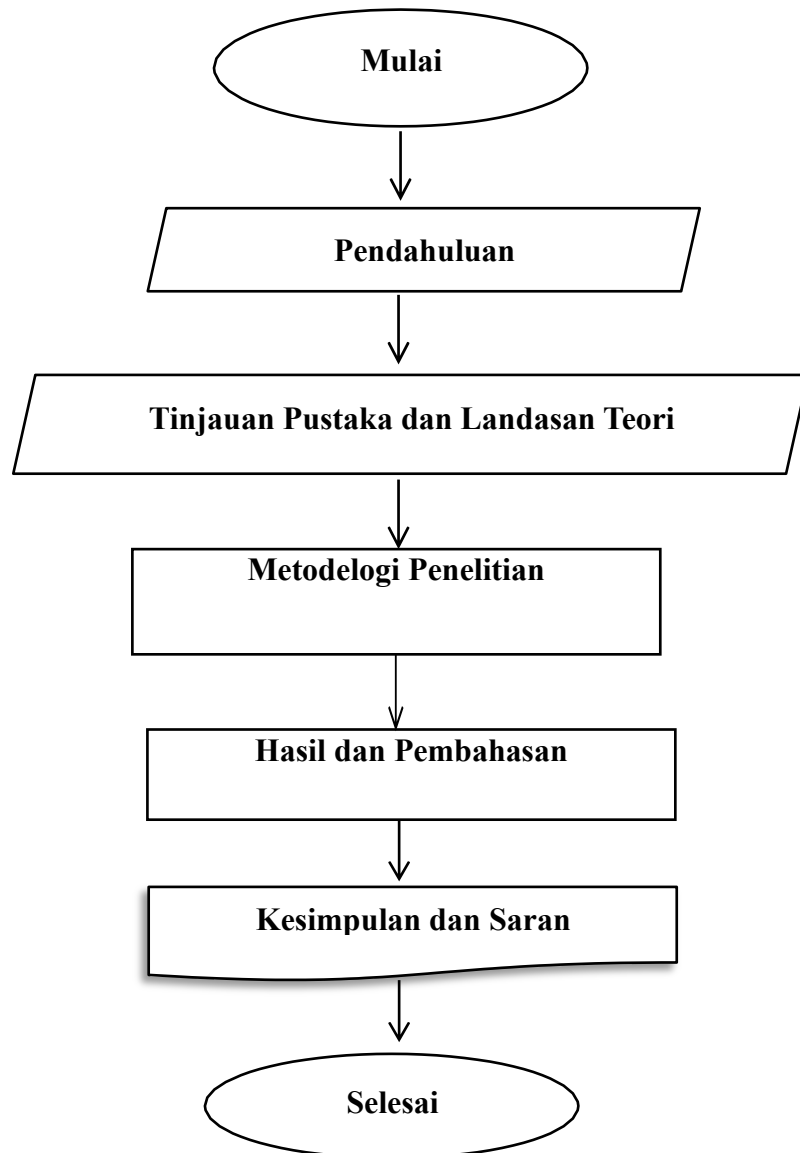 Mulai
Pendahuluan
Tinjauan Pustaka dan Landasan Teori
Metodelogi Penelitian
Hasil dan Pembahasan
Kesimpulan dan Saran
Selesai